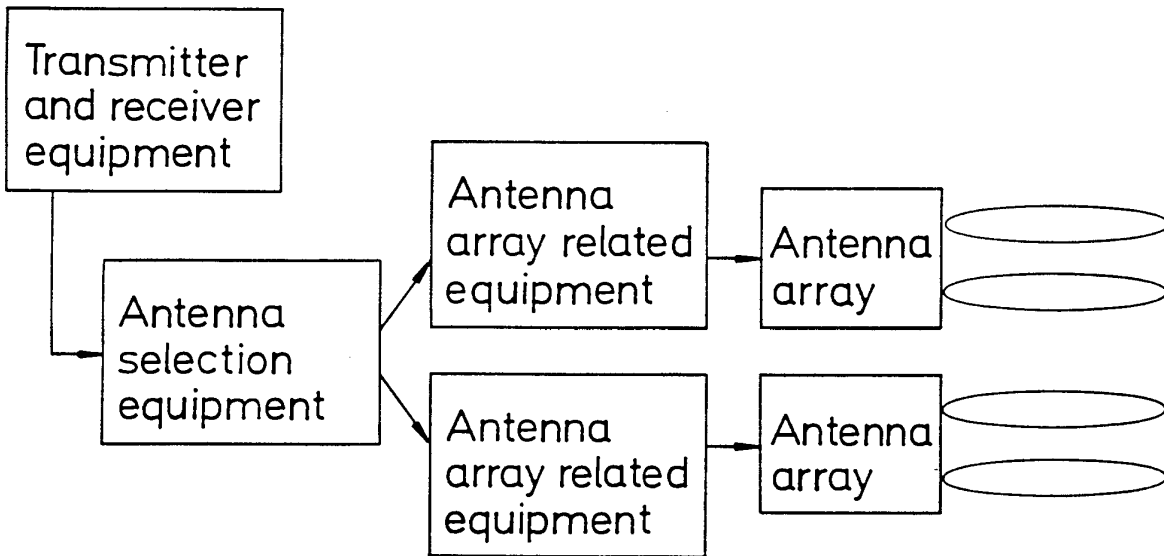 Transmitter
and receiver
equipment
Antenna
selection
equipment
Antenna
array related
equipment
Antenna
array
Antenna
array related
equipment
Antenna
array